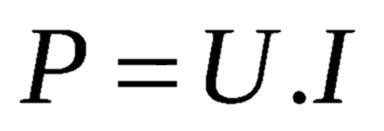 P = U.I